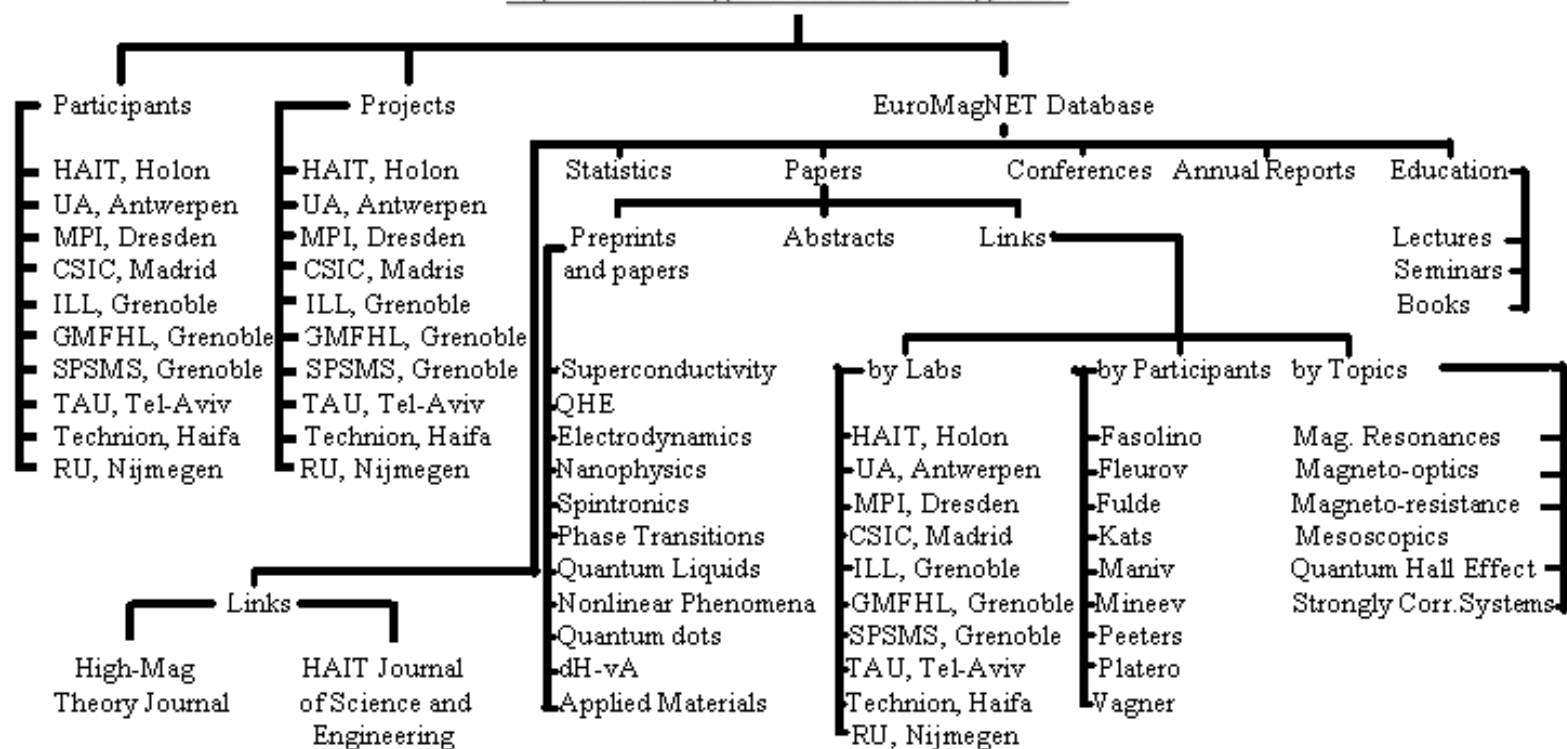 Participants
HAIT, Holon
UA, Antwerpen
MPI, Dresden
CSIC, Madrid
ILL, Grenoble
GMFHL, Grenoble
SPSMS, Grenoble
TAU, Tel-Aviv
Technion, Haifa
RU, Nijmegen
Projects
HAIT, Holon
UA, Antwerpen
MPI, Dresden
CSIC, Madris
ILL, Grenoble
GMFHL, Grenoble
SPSMS, Grenoble
TAU, Tel-Aviv
Technion, Haifa
RU, Nijmegen
EuroMagNET Database
Statistics
Papers
Conferences
Annual Reports
Education
Lectures
Seminars
Books
Preprints
and papers
Abstracts
Links
Superconductivity
QHE
Electrodynamics
Nanophysics
Spintronics
Phase Transitions
Quantum Liquids
Nonlinear Phenomena
Quantum dots
dH-vA
Applied Materials
by Labs
HAIT, Holon
UA, Antwerpen
MPI, Dresden
CSIC, Madrid
ILL, Grenoble
GMFHL, Grenoble
SPSMS, Grenoble
TAU, Tel-Aviv
Technion, Haifa
RU, Nijmegen
by Participants
Fasolino
Fleurov
Fulde
Kats
Maniv
Mineev
Peeters
Platero
Vagner
by Topics
Mag. Resonances
Magneto-optics
Magneto-resistance
Mesoscopics
Quantum Hall Effect
Strongly Corr.Systems
Links
High-Mag
Theory Journal
HAIT Journal
of Science and
Engineering